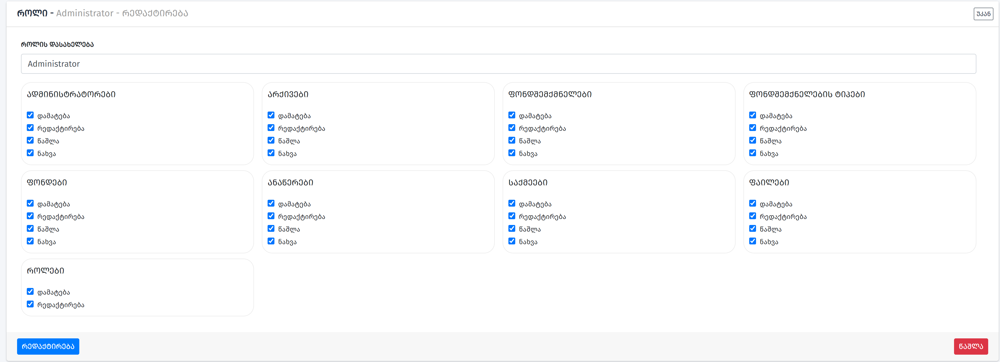 როლი - Administrator - რედაქტირება
უკან
როლის დასახელება
Administrator
ადმინისტრატორები
დამატება
რედაქტირება
წაშლა
ნახვა
არქივები
დამატება
რედაქტირება
წაშლა
ნახვა
ფონდშემქმნელები
დამატება
რედაქტირება
წაშლა
ნახვა
ფონდშემქნელების ტიპები
დამატება
რედაქტირება
წაშლა
ნახვა
ფონდები
დამატება
რედაქტირება
წაშლა
ნახვა
ანაწერები
დამატება
რედაქტირება
წაშლა
ნახვა
საქმეები
დამატება
რედაქტირება
წაშლა
ნახვა
ფაილები
დამატება
რედაქტირება
წაშლა
ნახვა
როლები
დამატება
რედაქტირება
რედაქტირება
წაშლა